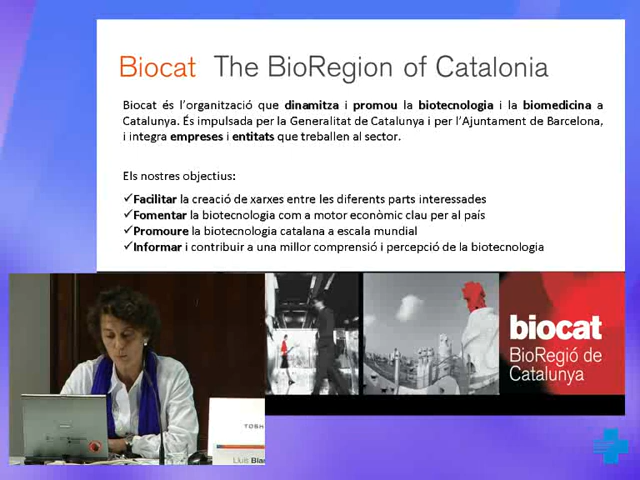 Biocat The BioRegion of Catalonia
Biocat és l'organització que dinamitza i promou la biotecnologia i la biomedicina a
Catalunya. És impulsada per la Generalitat de Catalunya i per l'Ajuntament de Barcelona,
i integra empreses i entitats que treballen al sector.
Els nostres objectius:
✓Facilitar la creació de xarxes entre les diferents parts interessades
✓Fomentar la biotecnologia com a motor econòmic clau per al país
✓Promoure la biotecnologia catalana a escala mundial
✓Informar i contribuir a una millor comprensió i percepció de la biotecnologia
biocat
BioRegió de
Catalunya
Lluis